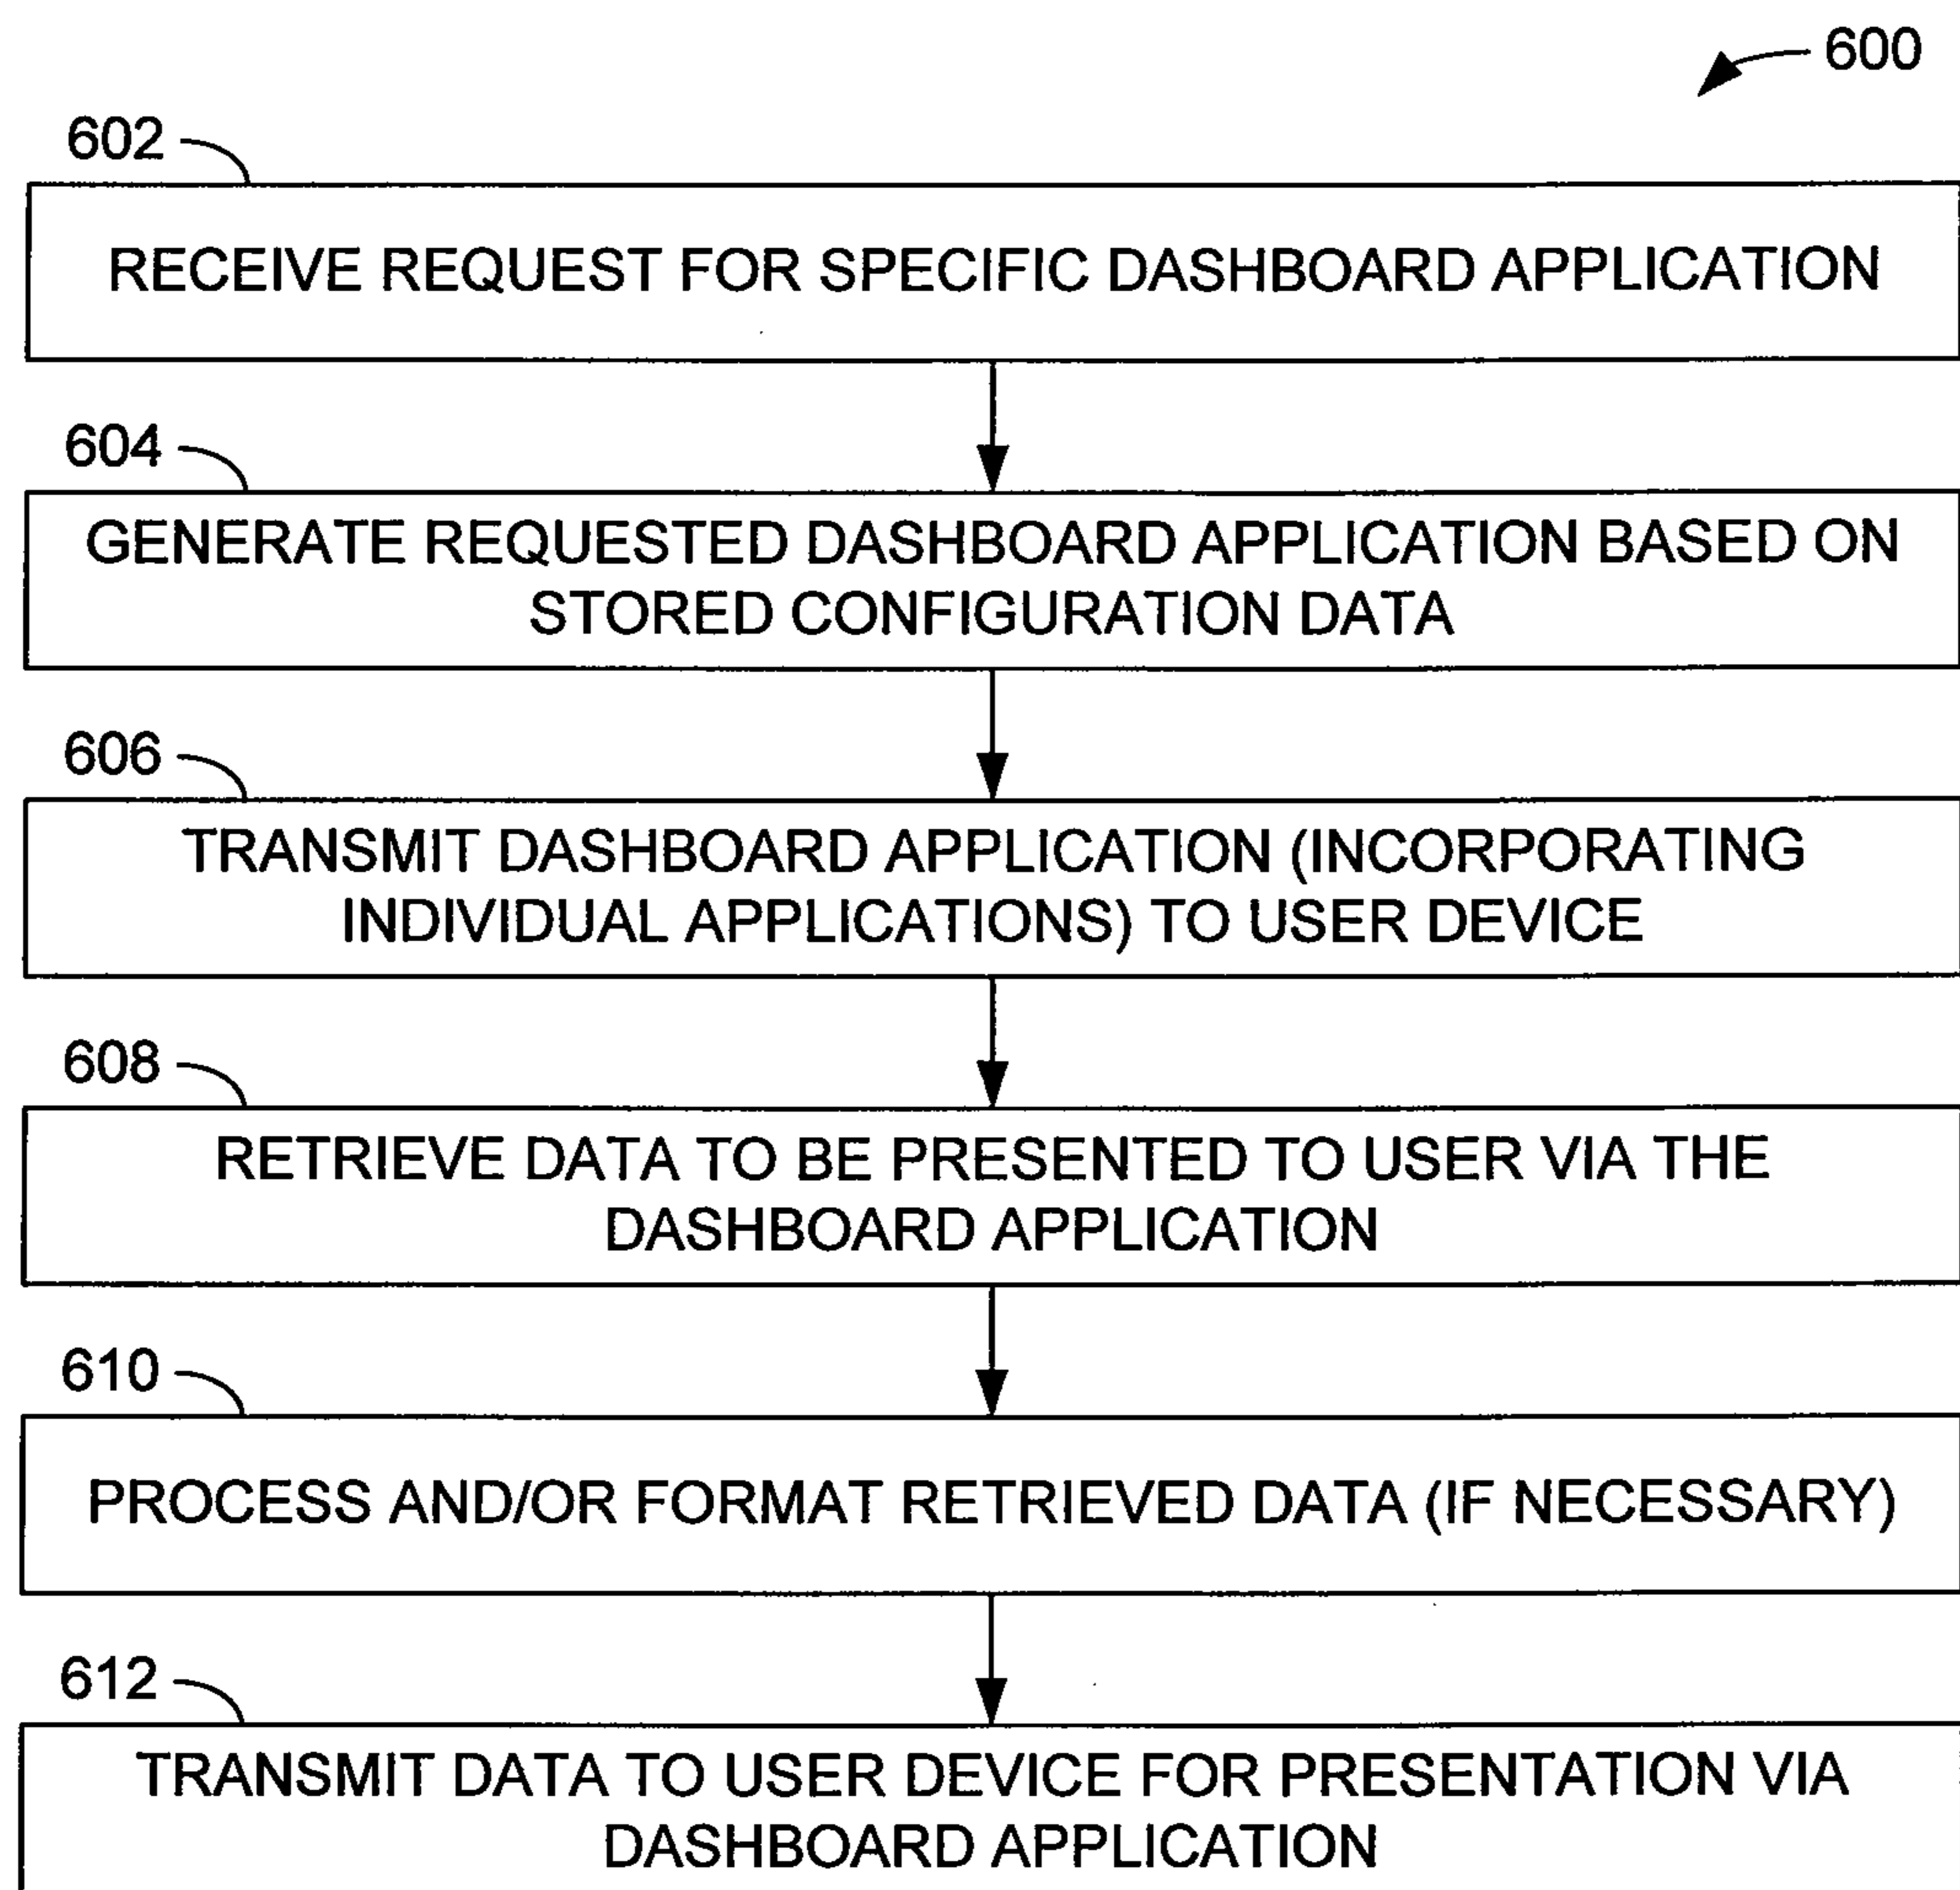 600
602
RECEIVE REQUEST FOR SPECIFIC DASHBOARD APPLICATION
604
GENERATE REQUESTED DASHBOARD APPLICATION BASED ON
STORED CONFIGURATION DATA
606
TRANSMIT DASHBOARD APPLICATION (INCORPORATING
INDIVIDUAL APPLICATIONS) TO USER DEVICE
608
RETRIEVE DATA TO BE PRESENTED TO USER VIA THE
DASHBOARD APPLICATION
610
PROCESS AND/OR FORMAT RETRIEVED DATA (IF NECESSARY)
612
TRANSMIT DATA TO USER DEVICE FOR PRESENTATION VIA
DASHBOARD APPLICATION